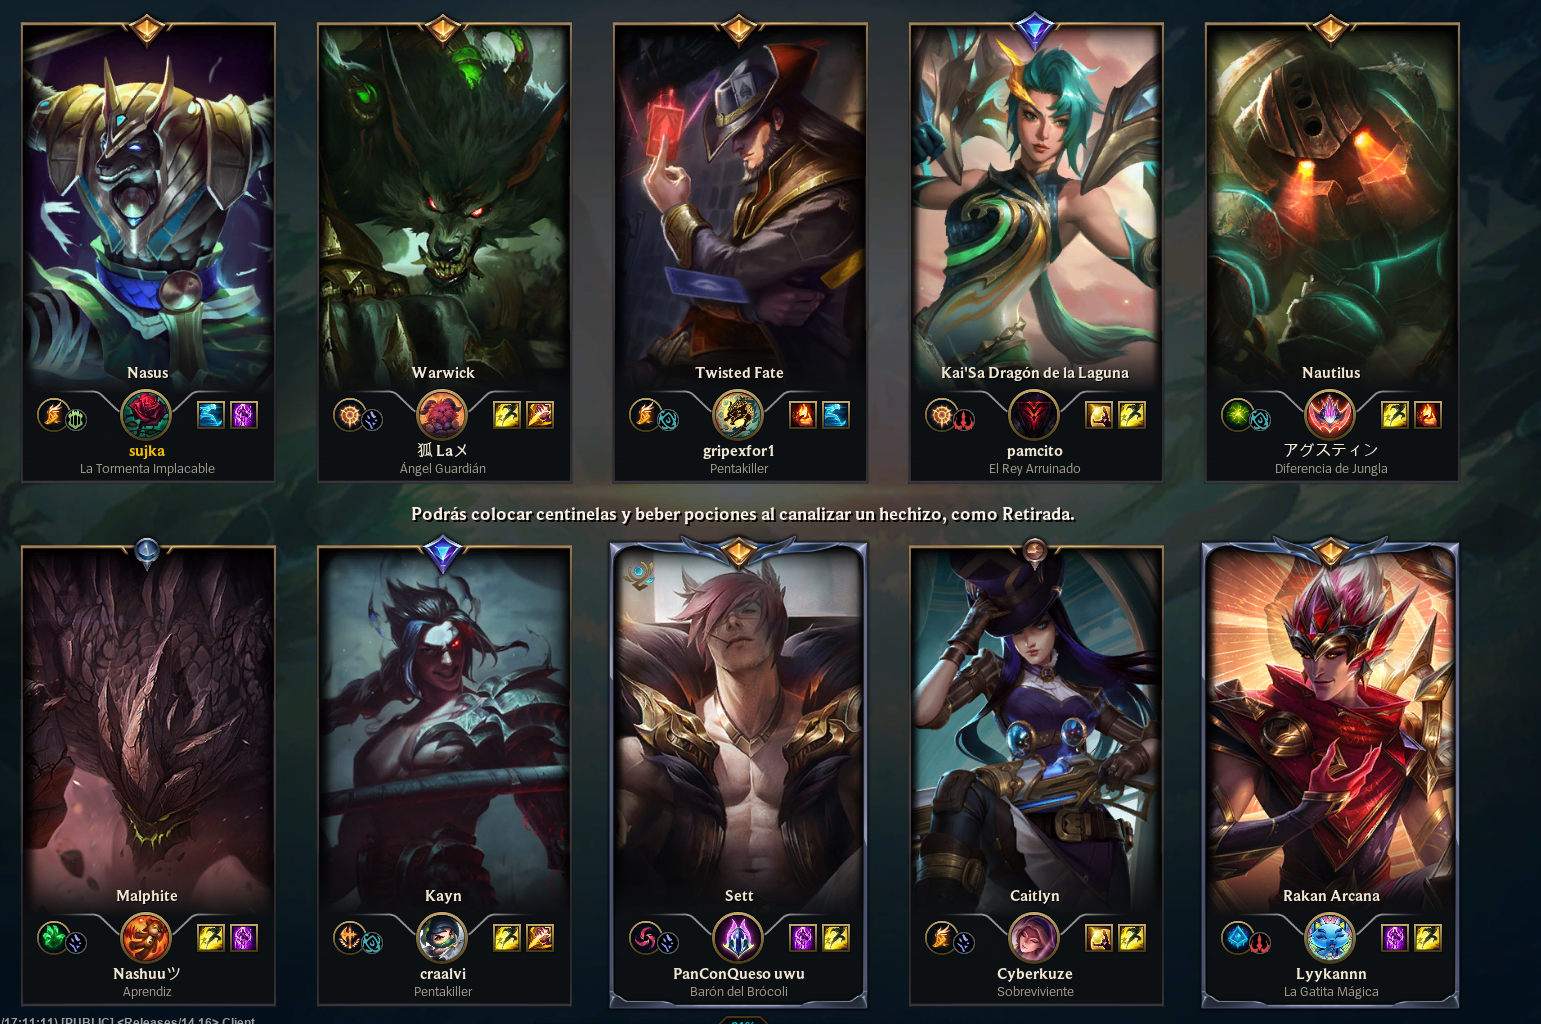 Nasus
Warwick
Twisted Fate
Kai'Sa Dragón de la Laguna
Nautilus
sujka
狐 Laメ
gripexfor1
pamcito
アグスティン
La Tormenta Implacable
Ángel Guardián
Pentakiller
El Rey Arruinado
Diferencia de Jungla
Podrás colocar centinelas y beber pociones al canalizar un hechizo, como Retirada.
Malphite
Kayn
Sett
Caitlyn
Rakan Arcana
Nashuuツ
craalvi
PanConQueso uwu
Cyberkuze
Lyykannn
Aprendiz
Pentakiller
Barón del Brócoli
Sobreviviente
La Gatita Mágica
/17:11:11) [PUBLIC] <Releases/14.16> Client